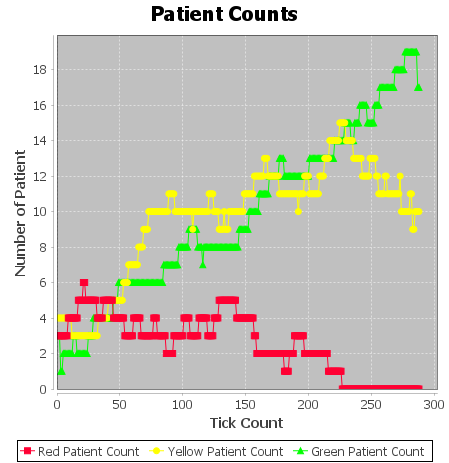 Patient Counts
Number of Patient
18
16
14
12
10
8
6
4
2
0
0 50 100 150 200 250 300
Tick Count
Red Patient Count Yellow Patient Count Green Patient Count